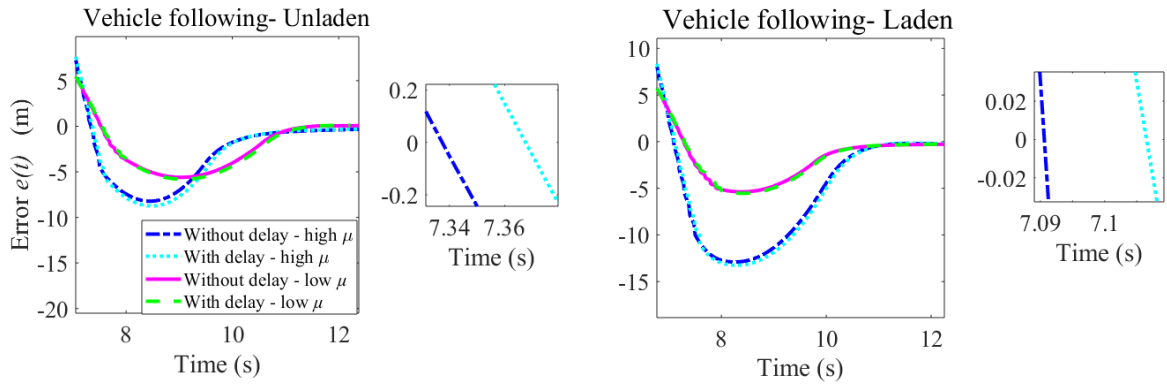 Vehicle following- Unladen
Error e(t) (m)
5
0
-5
-10
-15
-20
8
10
12
Time (s)
Without delay - high μ
With delay - high μ
Without delay - low μ
With delay - low μ
0.2
0
-0.2
7.34 7.36
Time (s)
Vehicle following- Laden
10
5
0
-5
-10
-15
8
10
12
Time (s)
0.02
0
-0.02
7.09 7.1
Time (s)